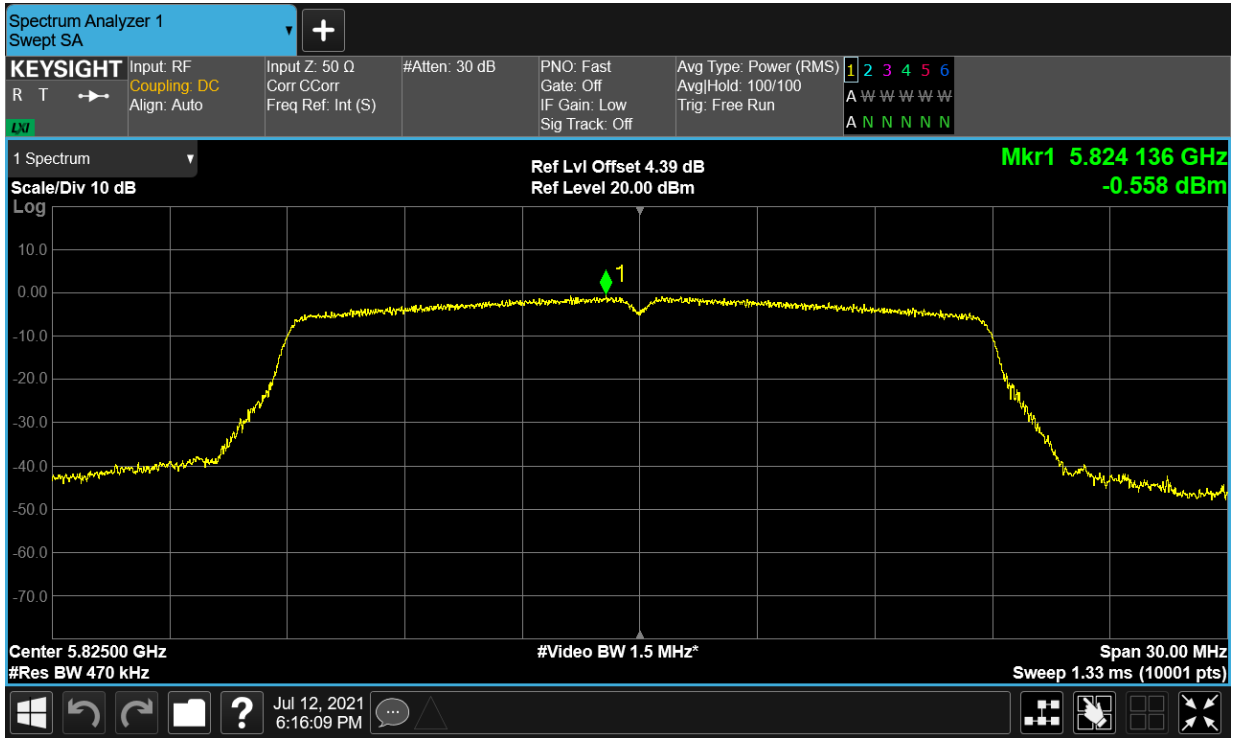 Spectrum Analyzer 1
Swept SA
KEYSIGHT
R T
LXI
Input: RF
Coupling: DC
Align: Auto
Input Z: 50 Ω
Corr CCorr
Freq Ref: Int (S)
#Atten: 30 dB
PNO: Fast
Gate: Off
IF Gain: Low
Sig Track: Off
Avg Type: Power (RMS)
Avg|Hold: 100/100
Trig: Free Run
1 2 3 4 5 6
A W W W W W
A N N N N N
1 Spectrum
Scale/Div 10 dB
Log
Ref Lvl Offset 4.39 dB
Ref Level 20.00 dBm
Mkr1 5.824 136 GHz
-0.558 dBm
10.0
0.00
-10.0
-20.0
-30.0
-40.0
-50.0
-60.0
-70.0
1
Center 5.82500 GHz
#Res BW 470 kHz
#Video BW 1.5 MHz*
Span 30.00 MHz
Sweep 1.33 ms (10001 pts)
?
Jul 12, 2021
6:16:09 PM